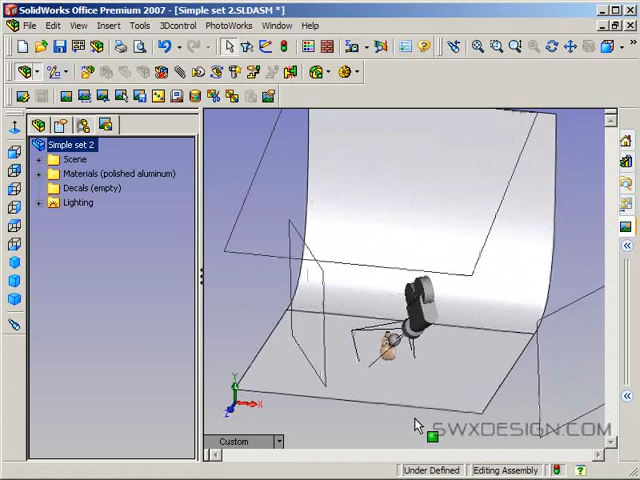 SolidWorks Office Premium 2007 - [Simple set 2.SLDASM *]
File Edit View Insert Tools Toolbox PhotoWorks Window Help
Simple set 2
Scene
Materials (polished aluminum)
Decals (empty)
Lighting
Y
X
Z
SWXDESIGN.COM
Custom
Under Defined Editing Assembly ?